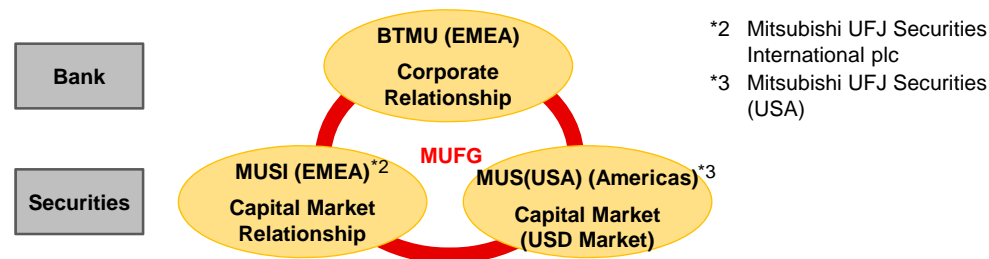 Bank
BTMU (EMEA)
Corporate
Relationship
*2 Mitsubishi UFJ Securities
International plc
*3 Mitsubishi UFJ Securities
(USA)
MUFG
Securities
MUSI (EMEA)*2
Capital Market
Relationship
MUS(USA) (Americas)*3
Capital Market
(USD Market)